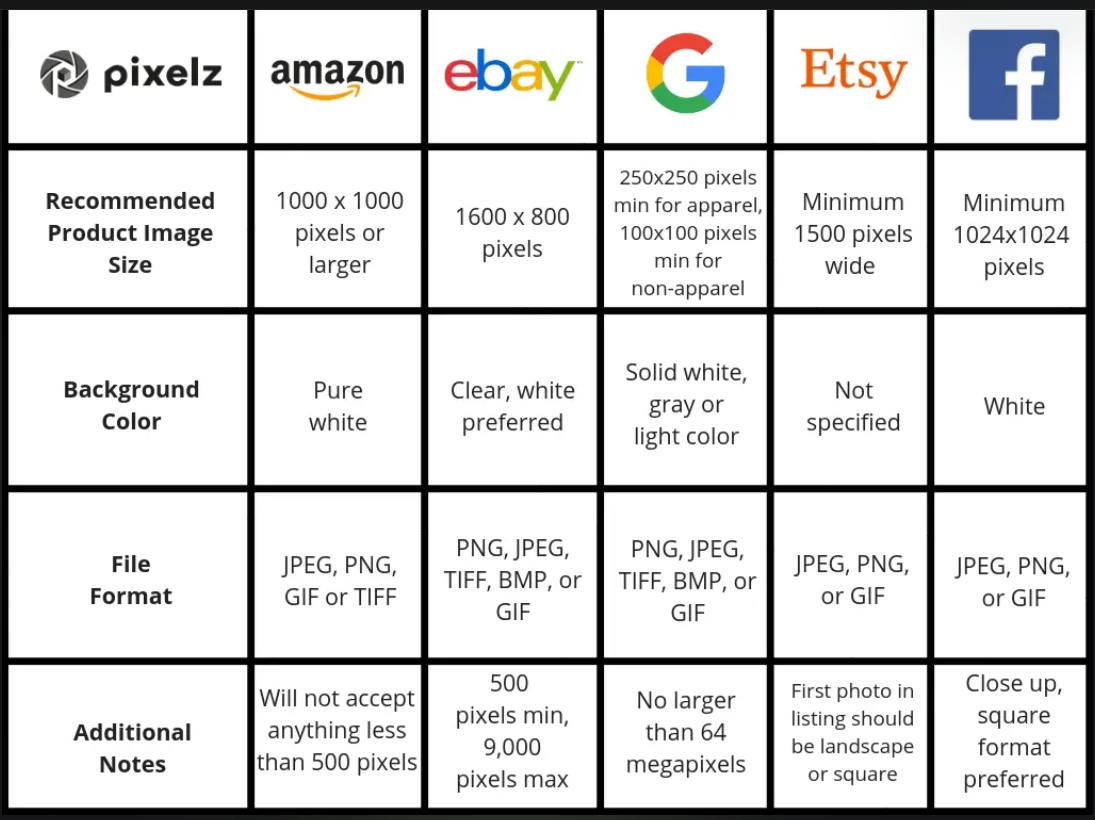 pixelz
amazon
ebay™
G
Etsy
f
Recommended
Product Image
Size
1000 x 1000
pixels or
larger
1600 x 800
pixels
250x250 pixels
min for apparel,
100x100 pixels
min for
non-apparel
Minimum
1500 pixels
wide
Minimum
1024x1024
pixels
Background
Color
Pure
white
Clear, white
preferred
Solid white,
gray or
light color
Not
specified
White
File
Format
JPEG, PNG,
GIF or TIFF
PNG, JPEG,
TIFF, BMP, or
GIF
PNG, JPEG,
TIFF, BMP, or
GIF
JPEG, PNG,
or GIF
JPEG, PNG,
or GIF
Additional
Notes
Will not accept
anything less
than 500 pixels
500
pixels min,
9,000
pixels max
No larger
than 64
megapixels
First photo in
listing should
be landscape
or square
Close up,
square
format
preferred